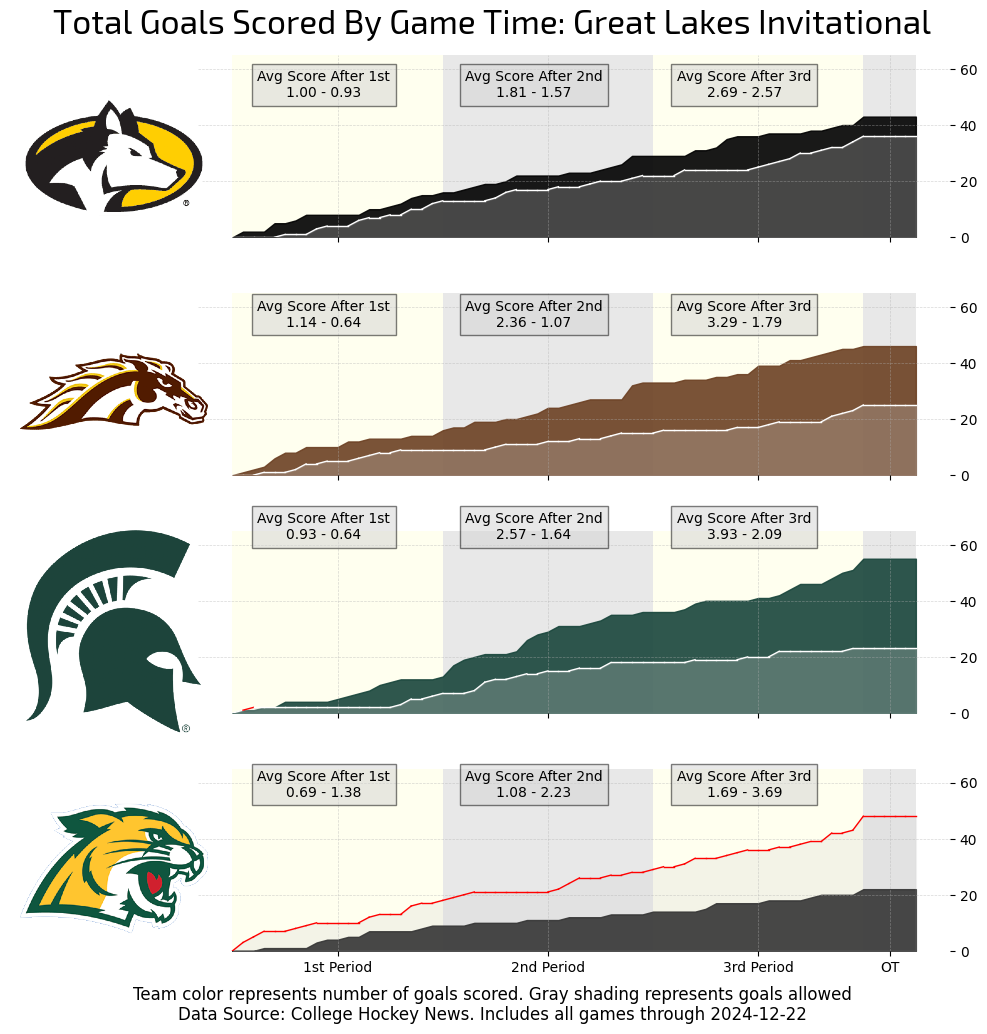 Total Goals Scored By Game Time: Great Lakes Invitational
Avg Score After 1st
1.00 - 0.93
Avg Score After 2nd
1.81 - 1.57
Avg Score After 3rd
2.69 - 2.57
60
40
20
0
®
Avg Score After 1st
1.14 - 0.64
Avg Score After 2nd
2.36 - 1.07
Avg Score After 3rd
3.29 - 1.79
60
40
20
0
Avg Score After 1st
0.93 - 0.64
Avg Score After 2nd
2.57 - 1.64
Avg Score After 3rd
3.93 - 2.09
60
40
20
0
®
Avg Score After 1st
0.69 - 1.38
Avg Score After 2nd
1.08 - 2.23
Avg Score After 3rd
1.69 - 3.69
60
40
20
0
1st Period
2nd Period
3rd Period
OT
Team color represents number of goals scored. Gray shading represents goals allowed
Data Source: College Hockey News. Includes all games through 2024-12-22